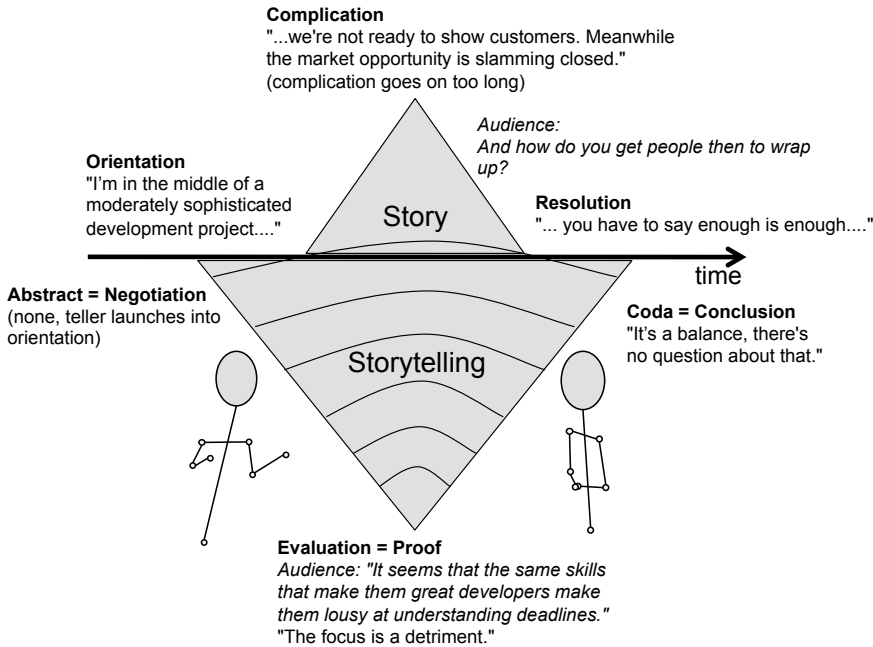 Complication
"...we're not ready to show customers. Meanwhile
the market opportunity is slamming closed."
(complication goes on too long)
Audience:
And how do you get people then to wrap
up?
Orientation
"I'm in the middle of a
moderately sophisticated
development project...."
Story
Resolution
"... you have to say enough is enough...."
time
Abstract = Negotiation
(none, teller launches into
orientation)
Coda = Conclusion
"It's a balance, there's
no question about that."
Storytelling
Evaluation = Proof
Audience: "It seems that the same skills
that make them great developers make
them lousy at understanding deadlines."
"The focus is a detriment."